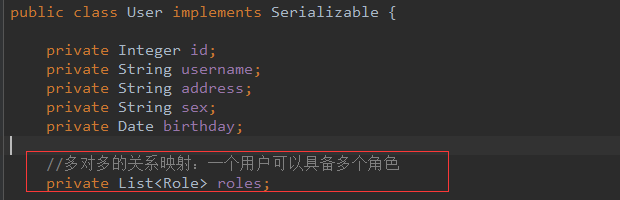 public class User implements Serializable {
private Integer id;
private String username;
private String address;
private String sex;
private Date birthday;
//多对多的关系映射：一个用户可以具备多个角色
private List<Role> roles;